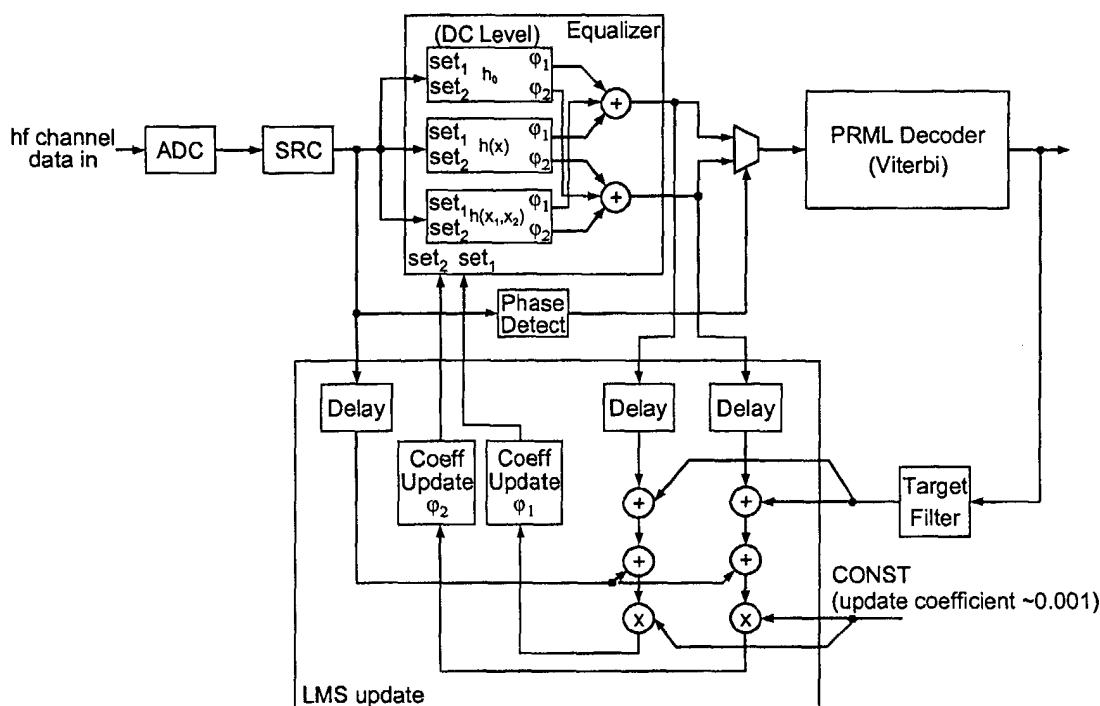 (DC Level)
Equalizer
set₁ h₀ φ₁
set₂ φ₂
hf channel
data in
ADC
SRC
set₁ h(x) φ₁
set₂ φ₂
set₁ h(x₁,x₂) φ₁
set₂ φ₂
+
+
PRML Decoder
(Viterbi)
set₂ set₁
Phase
Detect
Delay
Delay
Delay
Coeff
Update
φ₂
Coeff
Update
φ₁
+
+
Target
Filter
+
+
CONST
(update coefficient ~0.001)
x
x
LMS update